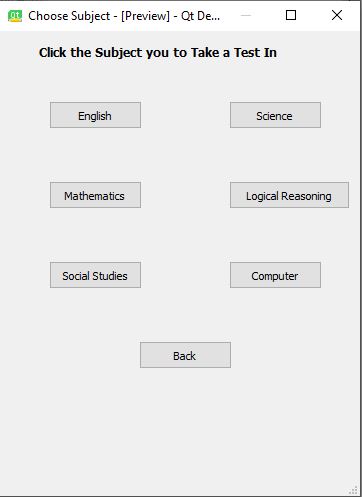 Choose Subject - [Preview] - Qt De...
Click the Subject you to Take a Test In
English
Science
Mathematics
Logical Reasoning
Social Studies
Computer
Back